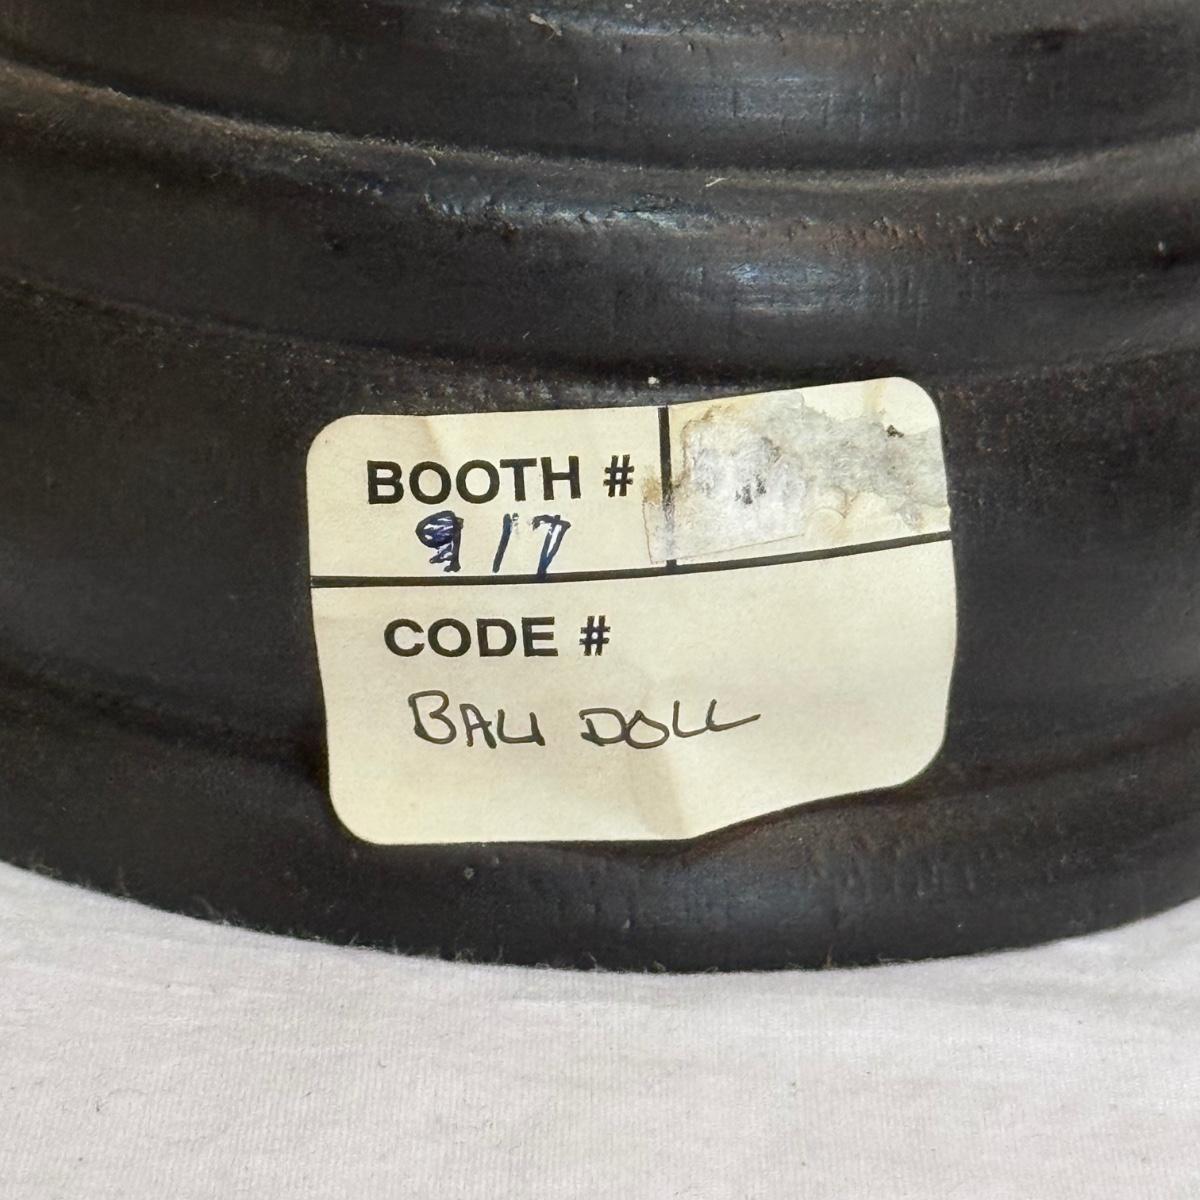 BOOTH #
917
CODE #
BALI DOLL